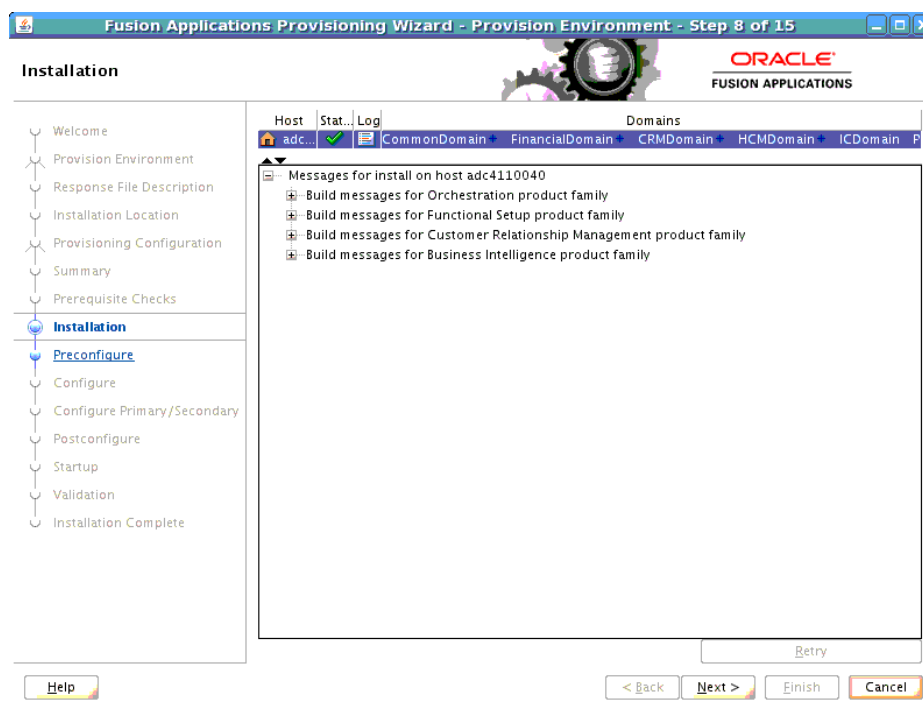 Fusion Applications Provisioning Wizard - Provision Environment - Step 8 of 15
Installation
ORACLE
FUSION APPLICATIONS
Welcome
Provision Environment
Response File Description
Installation Location
Provisioning Configuration
Summary
Prerequisite Checks
Installation
Preconfigure
Configure
Configure Primary/Secondary
Postconfigure
Startup
Validation
Installation Complete
Host Stat... Log Domains
adc... CommonDomain+ FinancialDomain+ CRMDomain+ HCMDomain+ ICDomain P
Messages for install on host adc4110040
Build messages for Orchestration product family
Build messages for Functional Setup product family
Build messages for Customer Relationship Management product family
Build messages for Business Intelligence product family
Retry
Help < Back Next > Finish Cancel